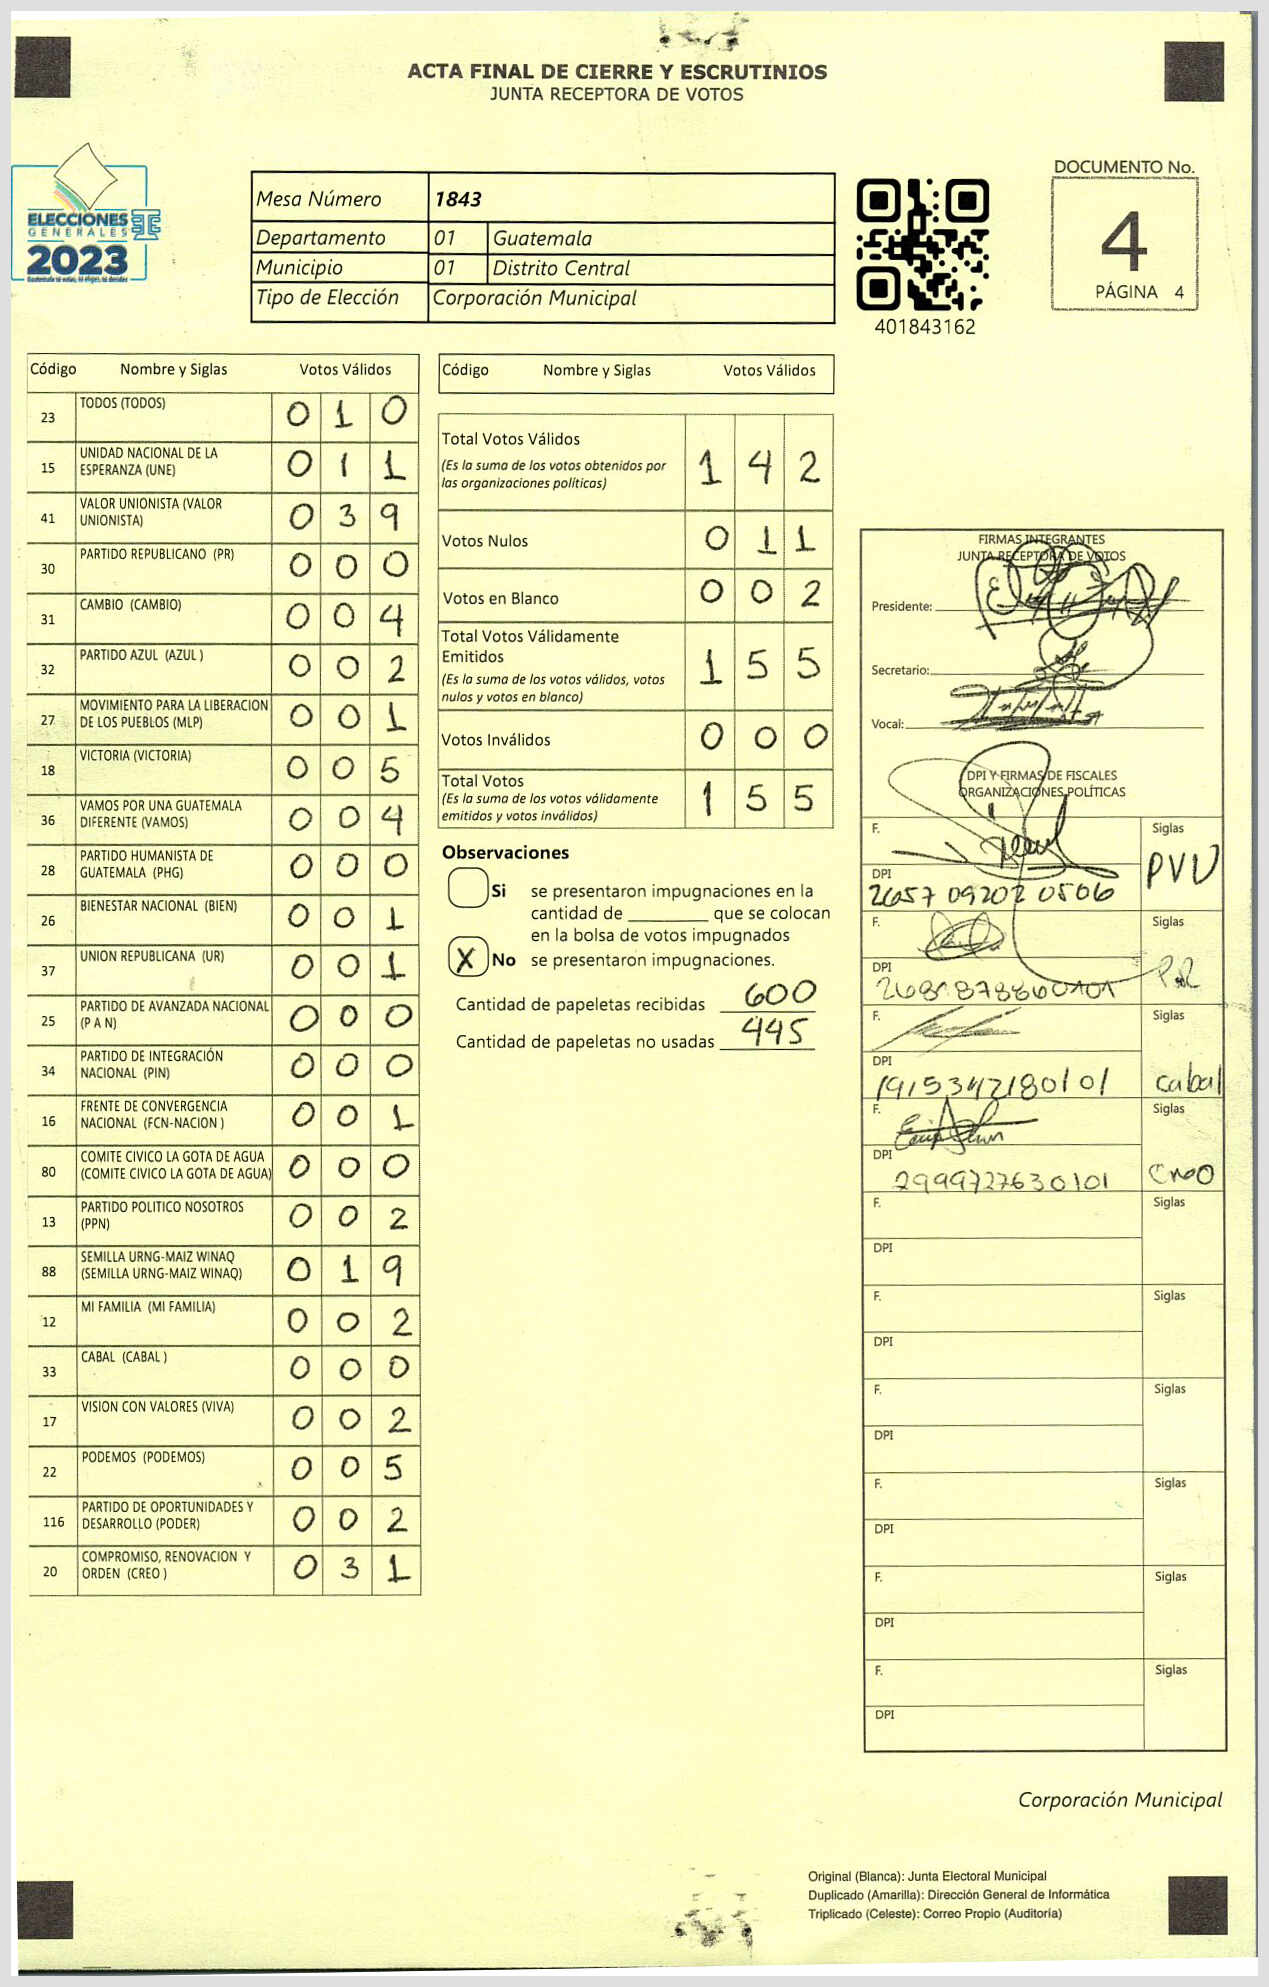 ACTA FINAL DE CIERRE Y ESCRUTINIOS
JUNTA RECEPTORA DE VOTOS
ELECCIONES
GENERALES
2023
Mesa Número 1843
Departamento 01 Guatemala
Municipio 01 Distrito Central
Tipo de Elección Corporación Municipal
401843162
DOCUMENTO No.
4
PÁGINA 4
Código Nombre y Siglas Votos Válidos
23 TODOS (TODOS) 0 1 0
15 UNIDAD NACIONAL DE LA
ESPERANZA (UNE) 0 1 1
41 VALOR UNIONISTA (VALOR
UNIONISTA) 0 3 9
30 PARTIDO REPUBLICANO (PR) 0 0 0
31 CAMBIO (CAMBIO) 0 0 4
32 PARTIDO AZUL (AZUL ) 0 0 2
27 MOVIMIENTO PARA LA LIBERACION
DE LOS PUEBLOS (MLP) 0 0 1
18 VICTORIA (VICTORIA) 0 0 5
36 VAMOS POR UNA GUATEMALA
DIFERENTE (VAMOS) 0 0 4
28 PARTIDO HUMANISTA DE
GUATEMALA (PHG) 0 0 0
26 BIENESTAR NACIONAL (BIEN) 0 0 1
37 UNION REPUBLICANA (UR) 0 0 1
25 PARTIDO DE AVANZADA NACIONAL
(P A N) 0 0 0
34 PARTIDO DE INTEGRACIÓN
NACIONAL (PIN) 0 0 0
16 FRENTE DE CONVERGENCIA
NACIONAL (FCN-NACION ) 0 0 1
80 COMITE CIVICO LA GOTA DE AGUA
(COMITE CIVICO LA GOTA DE AGUA) 0 0 0
13 PARTIDO POLITICO NOSOTROS
(PPN) 0 0 2
88 SEMILLA URNG-MAIZ WINAQ
(SEMILLA URNG-MAIZ WINAQ) 0 1 9
12 MI FAMILIA (MI FAMILIA) 0 0 2
33 CABAL (CABAL ) 0 0 0
17 VISION CON VALORES (VIVA) 0 0 2
22 PODEMOS (PODEMOS) 0 0 5
116 PARTIDO DE OPORTUNIDADES Y
DESARROLLO (PODER) 0 0 2
20 COMPROMISO, RENOVACION Y
ORDEN (CREO ) 0 3 1
Código Nombre y Siglas Votos Válidos
Total Votos Válidos 1 4 2
(Es la suma de los votos obtenidos por
las organizaciones políticas)
Votos Nulos 0 1 1
Votos en Blanco 0 0 2
Total Votos Válidamente
Emitidos 1 5 5
(Es la suma de los votos válidos, votos
nulos y votos en blanco)
Votos Inválidos 0 0 0
Total Votos 1 5 5
(Es la suma de los votos válidamente
emitidos y votos inválidos)
Observaciones
Si se presentaron impugnaciones en la
cantidad de ________ que se colocan
en la bolsa de votos impugnados
X No se presentaron impugnaciones.
Cantidad de papeletas recibidas 600
Cantidad de papeletas no usadas 445
FIRMAS INTEGRANTES
JUNTA RECEPTORA DE VOTOS
Presidente:
Secretario:
Vocal:
DPI Y FIRMAS DE FISCALES
ORGANIZACIONES POLÍTICAS
F. Siglas
PVU
DPI
2657 09202 0506
F. Siglas
DPI
F. Siglas
DPI
1915342180101 cabal
F. Siglas
DPI
2999727630101 CreO
F. Siglas
DPI
F. Siglas
DPI
F. Siglas
DPI
F. Siglas
DPI
F. Siglas
DPI
F. Siglas
DPI
Corporación Municipal
Original (Blanca): Junta Electoral Municipal
Duplicado (Amarilla): Dirección General de Informática
Triplicado (Celeste): Correo Propio (Auditoría)